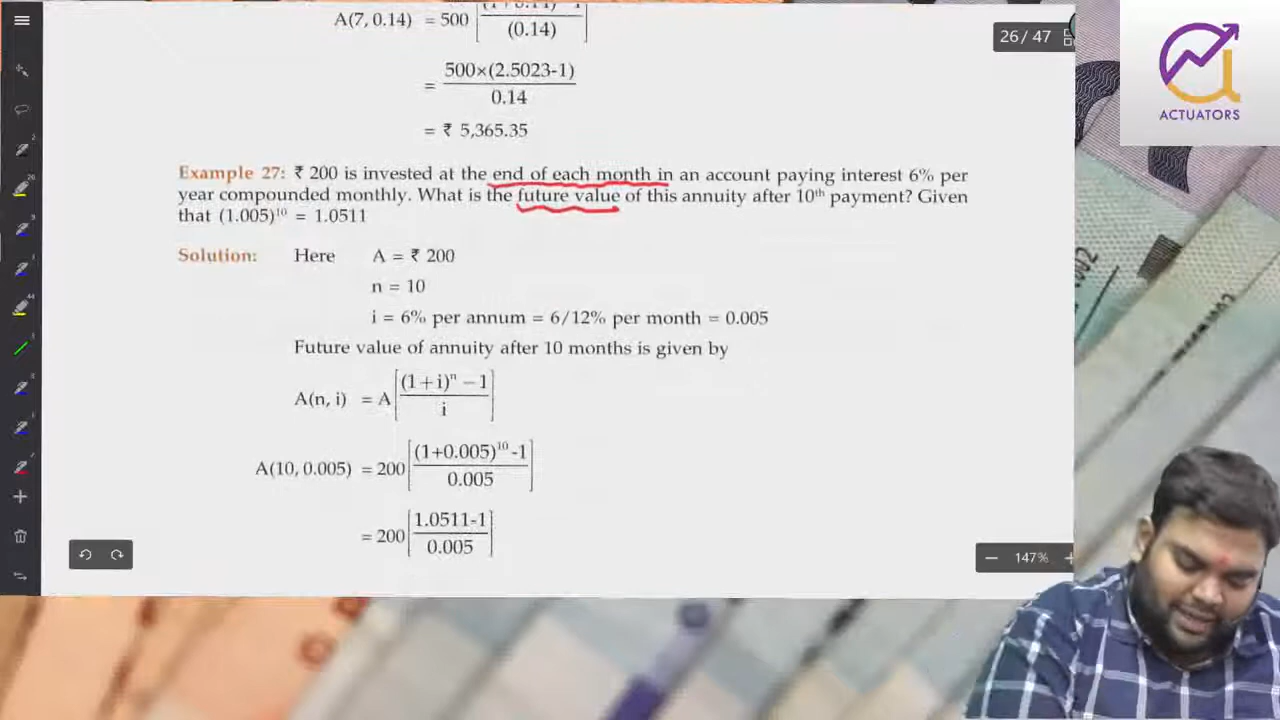 A(7, 0.14) = 500 [(1+0.14) -1 / (0.14)]
26 / 47
= 500×(2.5023-1) / 0.14
= ₹ 5,365.35
ACTUATORS
Example 27: ₹ 200 is invested at the end of each month in an account paying interest 6% per
year compounded monthly. What is the future value of this annuity after 10th payment? Given
that (1.005)¹⁰ = 1.0511
Solution: Here A = ₹ 200
n = 10
i = 6% per annum = 6/12% per month = 0.005
Future value of annuity after 10 months is given by
A(n, i) = A [(1 + i)ⁿ − 1 / i]
A(10, 0.005) = 200 [(1+0.005)¹⁰ -1 / 0.005]
= 200 [1.0511-1 / 0.005]
147%